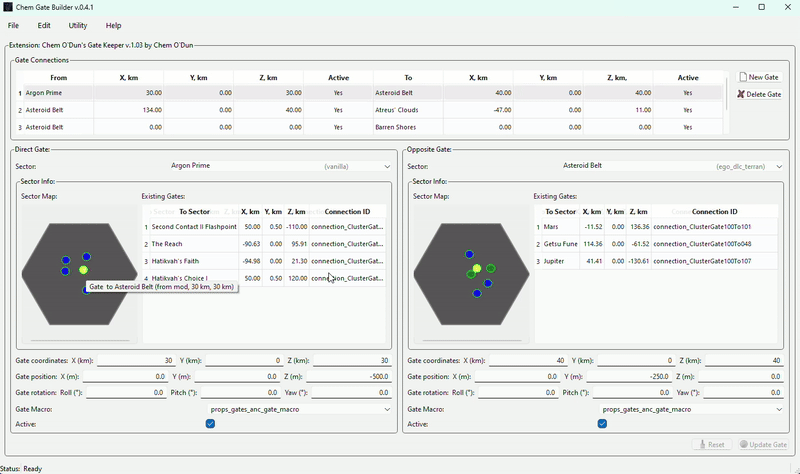 Chem Gate Builder v.0.4.1
File Edit Utility Help
Extension: Chem O`Dun's Gate Keeper v.1.03 by Chem O`Dun
Gate Connections
From X, km Y, km Z, km Active To X, km Y, km Z, km, Active
1 Argon Prime 30.00 0.00 30.00 Yes Asteroid Belt 40.00 0.00 40.00 Yes
2 Asteroid Belt 134.00 0.00 40.00 Yes Atreus' Clouds -47.00 0.00 11.00 Yes
3 Asteroid Belt 0.00 0.00 0.00 Yes Barren Shores 0.00 0.00 0.00 Yes
New Gate
Delete Gate
Direct Gate:
Sector: Argon Prime (vanilla)
Sector Info:
Sector Map: Existing Gates:
To Sector X, km Y, km Z, km Connection ID
1 Second Contact II Flashpoint 50.00 0.50 -110.00 connection_ClusterGat...
2 The Reach -90.63 0.00 95.91 connection_ClusterGat...
3 Hatikvah's Faith -94.98 0.00 21.30 connection_ClusterGat...
4 Hatikvah's Choice I 50.00 0.50 120.00 connection_ClusterGat...
Gate to Asteroid Belt (from mod, 30 km, 30 km)
Gate coordinates: X (km): 30 Y (km): 0 Z (km): 30
Gate position: X (m): 0.0 Y (m): 0.0 Z (m): -500.0
Gate rotation: Roll (°): 0.0 Pitch (°): 0.0 Yaw (°): 0.0
Gate Macro: props_gates_anc_gate_macro
Active:
Opposite Gate:
Sector: Asteroid Belt (ego_dlc_terran)
Sector Info:
Sector Map: Existing Gates:
To Sector X, km Y, km Z, km Connection ID
1 Mars -11.52 0.00 136.36 connection_ClusterGate100To101
2 Getsu Fune 114.36 0.00 -61.52 connection_ClusterGate100To048
3 Jupiter 41.41 0.00 -130.61 connection_ClusterGate100To107
Gate coordinates: X (km): 40 Y (km): 0 Z (km): 40
Gate position: X (m): 0.0 Y (m): -250.0 Z (m): 0.0
Gate rotation: Roll (°): 0.0 Pitch (°): 0.0 Yaw (°): 0.0
Gate Macro: props_gates_anc_gate_macro
Active:
Reset Update Gate
Status: Ready